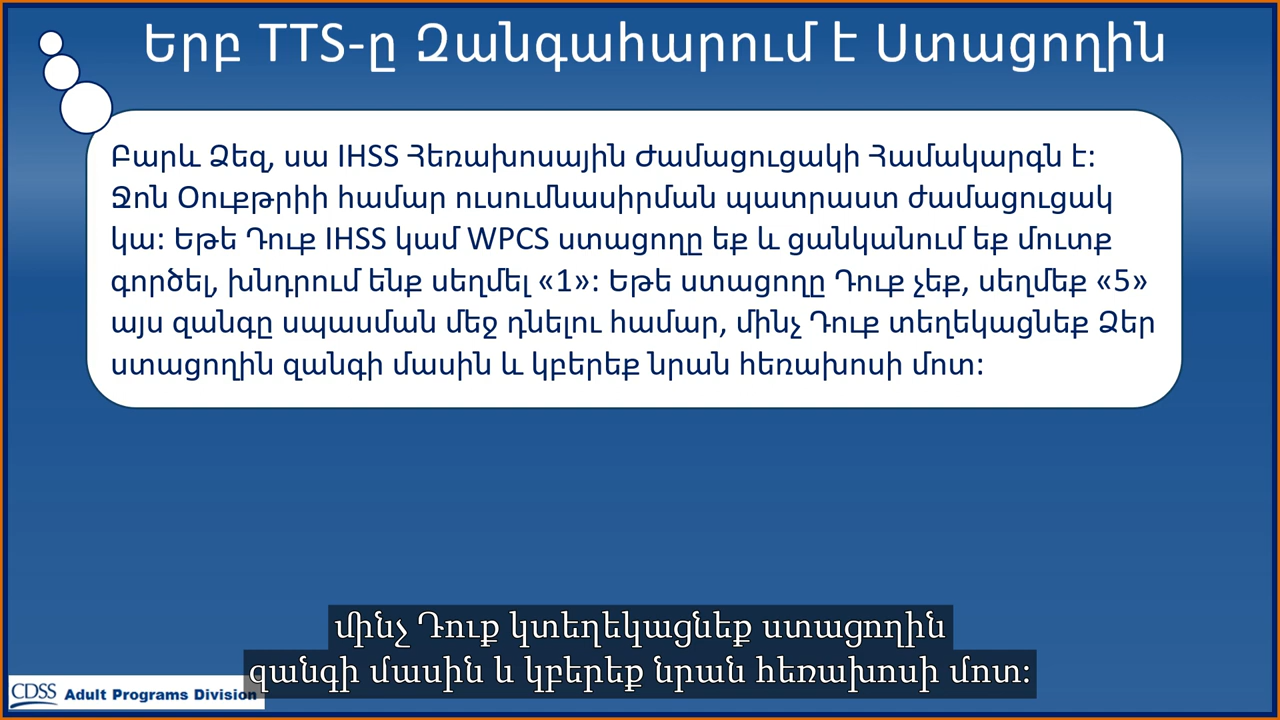 Երբ TTS-ը Զանգահարում է Ստացողին
Բարև Ձեզ, սա IHSS Հեռախոսային Ժամացուցակի Համակարգն է:
Ջոն Օուքթրիի համար ուսումնասիրման պատրաստ ժամացուցակ
կա: Եթե Դուք IHSS կամ WPCS ստացողը եք և ցանկանում եք մուտք
գործել, խնդրում ենք սեղմել «1»: Եթե ստացողը Դուք չեք, սեղմեք «5»
այս զանգը սպասման մեջ դնելու համար, մինչ Դուք տեղեկացնեք Ձեր
ստացողին զանգի մասին և կբերեք նրան հեռախոսի մոտ:
մինչ Դուք կտեղեկացնեք ստացողին
զանգի մասին և կբերեք նրան հեռախոսի մոտ:
CDSS Adult Programs Division